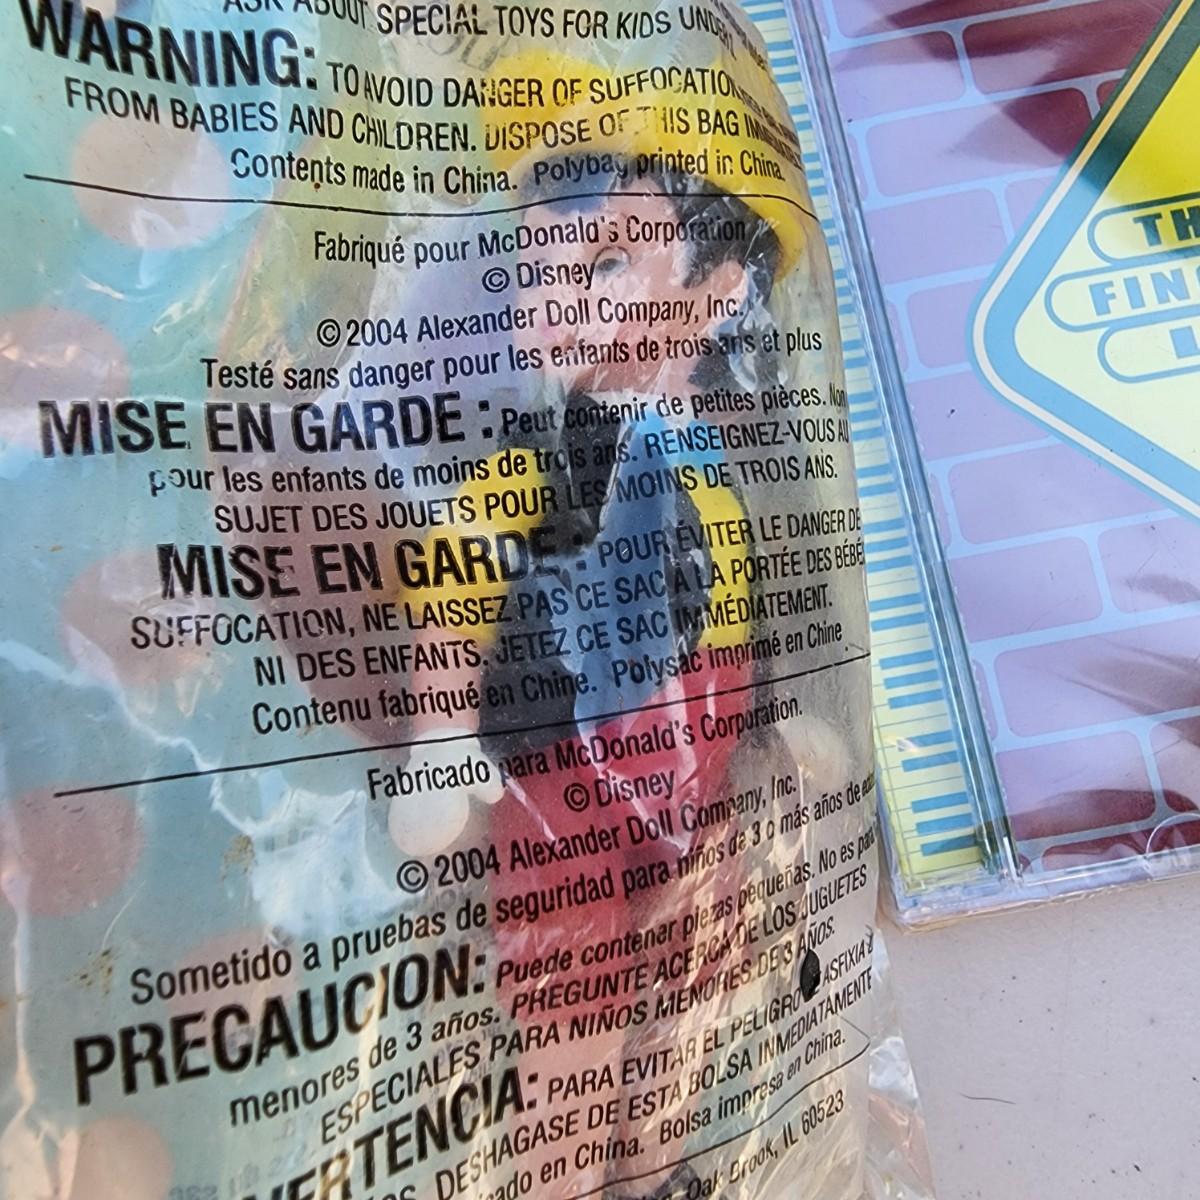 ASK ABOUT SPECIAL TOYS FOR KIDS UNDER
WARNING: TO AVOID DANGER OF SUFFOCATION
FROM BABIES AND CHILDREN. DISPOSE OF THIS BAG
Contents made in China. Polybag printed in China.
Fabriqué pour McDonald's Corporation
© Disney
© 2004 Alexander Doll Company, Inc.
Testé sans danger pour les enfants de trois ans et plus
MISE EN GARDE : Peut contenir de petites pièces. Non
pour les enfants de moins de trois ans. RENSEIGNEZ-VOUS AU
SUJET DES JOUETS POUR LES MOINS DE TROIS ANS.
MISE EN GARDE : POUR ÉVITER LE DANGER DE
SUFFOCATION, NE LAISSEZ PAS CE SAC À LA PORTÉE DES BÉBÉ
NI DES ENFANTS. JETEZ CE SAC IMMÉDIATEMENT.
Contenu fabriqué en Chine. Polysac imprimé en Chine
Fabricado para McDonald's Corporation.
© Disney
© 2004 Alexander Doll Company, Inc.
Sometido a pruebas de seguridad para niños de 3 o más años de
PRECAUCION: Puede contener piezas pequeñas. No es para
menores de 3 años. PREGUNTE ACERCA DE LOS JUGUETES
ESPECIALES PARA NIÑOS MENORES DE 3 AÑOS.
VERTENCIA: PARA EVITAR EL PELIGRO ASFIXIA
OS. DESHAGASE DE ESTA BOLSA INMEDIATAMENTE
cado en China. Bolsa impresa en China.
Oak Brook, IL 60523
TH
FIN
L